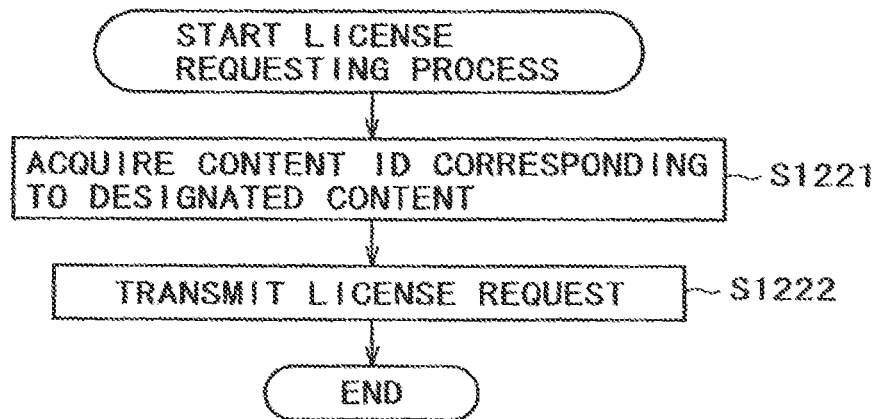 START LICENSE
REQUESTING PROCESS
ACQUIRE CONTENT ID CORRESPONDING
TO DESIGNATED CONTENT
S1221
TRANSMIT LICENSE REQUEST
S1222
END